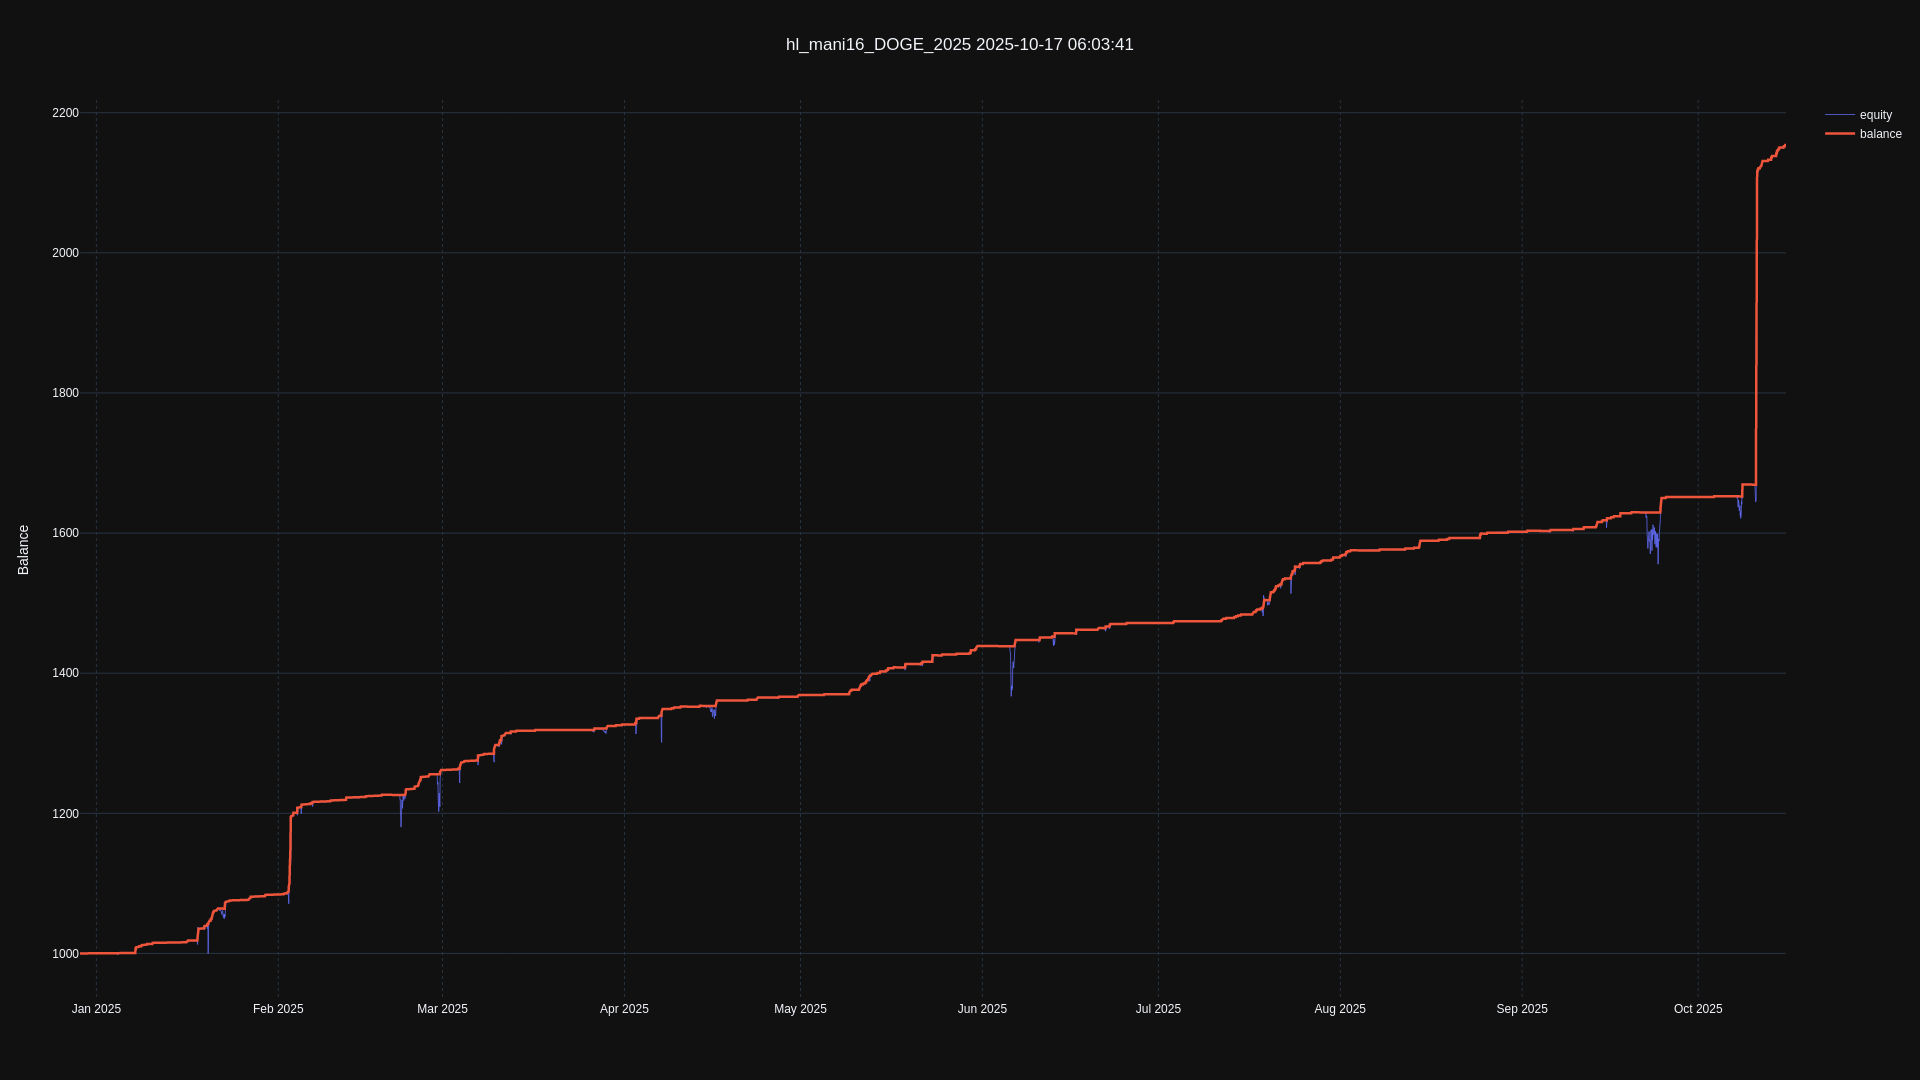 hl_mani16_DOGE_2025 2025-10-17 06:03:41
2200
2000
1800
1600
1400
1200
1000
Balance
Jan 2025
Feb 2025
Mar 2025
Apr 2025
May 2025
Jun 2025
Jul 2025
Aug 2025
Sep 2025
Oct 2025
equity
balance